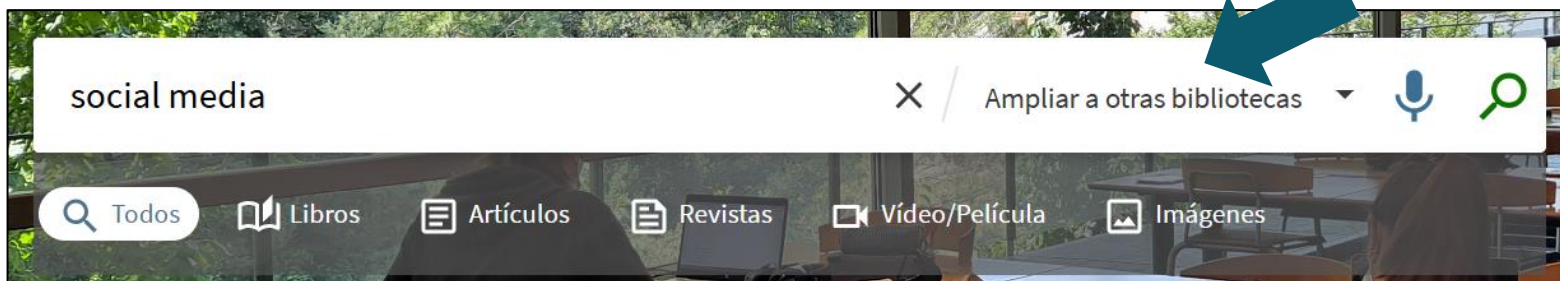 social media Ampliar a otras bibliotecas
Todos Libros Artículos Revistas Vídeo/Película Imágenes